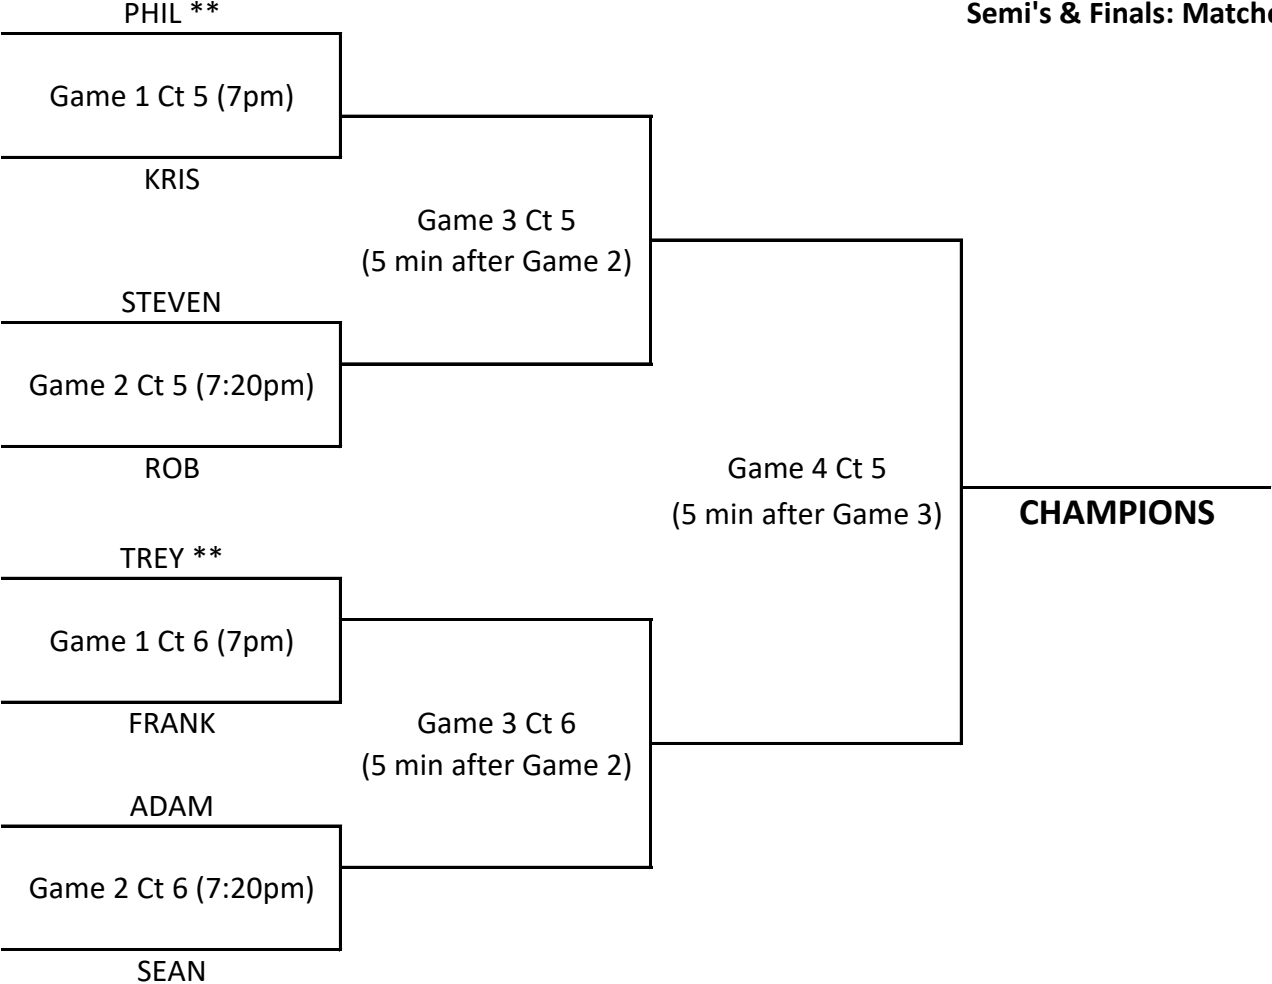 PHIL **
Semi's & Finals:
Game 1 Ct 5 (7pm)
KRIS
Game 3 Ct 5
(5 min after Game 2)
STEVEN
Game 2 Ct 5 (7:20pm)
ROB
Game 4 Ct 5
(5 min after Game 3)
CHAMPIONS
TREY **
Game 1 Ct 6 (7pm)
FRANK
Game 3 Ct 6
(5 min after Game 2)
ADAM
Game 2 Ct 6 (7:20pm)
SEAN